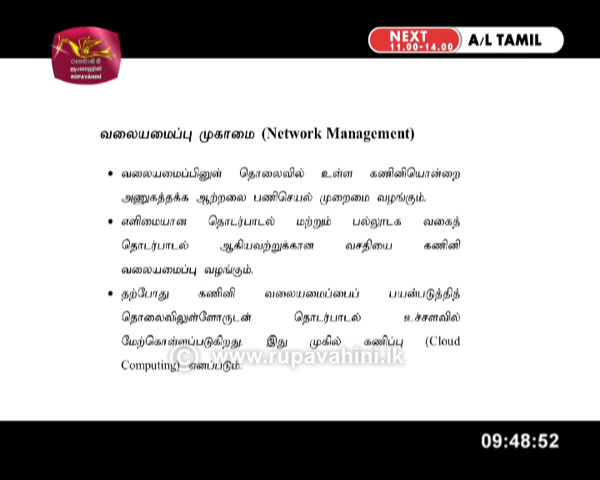 NEXT
11.00-14.00
A/L TAMIL
RUPAVAHINI
வலையமைப்பு முகாமை (Network Management)
• வலையமைப்பினுள் தொலைவில் உள்ள கணினியொன்றை
அணுகத்தக்க ஆற்றலை பணிசெயல் முறைமை வழங்கும்.
• எளிமையான தொடர்பாடல் மற்றும் பல்லூடக வகைத்
தொடர்பாடல் ஆகியவற்றுக்கான வசதியை கணினி
வலையமைப்பு வழங்கும்.
• தற்போது கணினி வலையமைப்பைப் பயன்படுத்தித்
தொலைவிலுள்ளோருடன் தொடர்பாடல் உச்சளவில்
மேற்கொள்ளப்படுகிறது. இது முகில் கணிப்பு (Cloud
© www.rupavahini.lk
Computing) எனப்படும்.
09:48:52